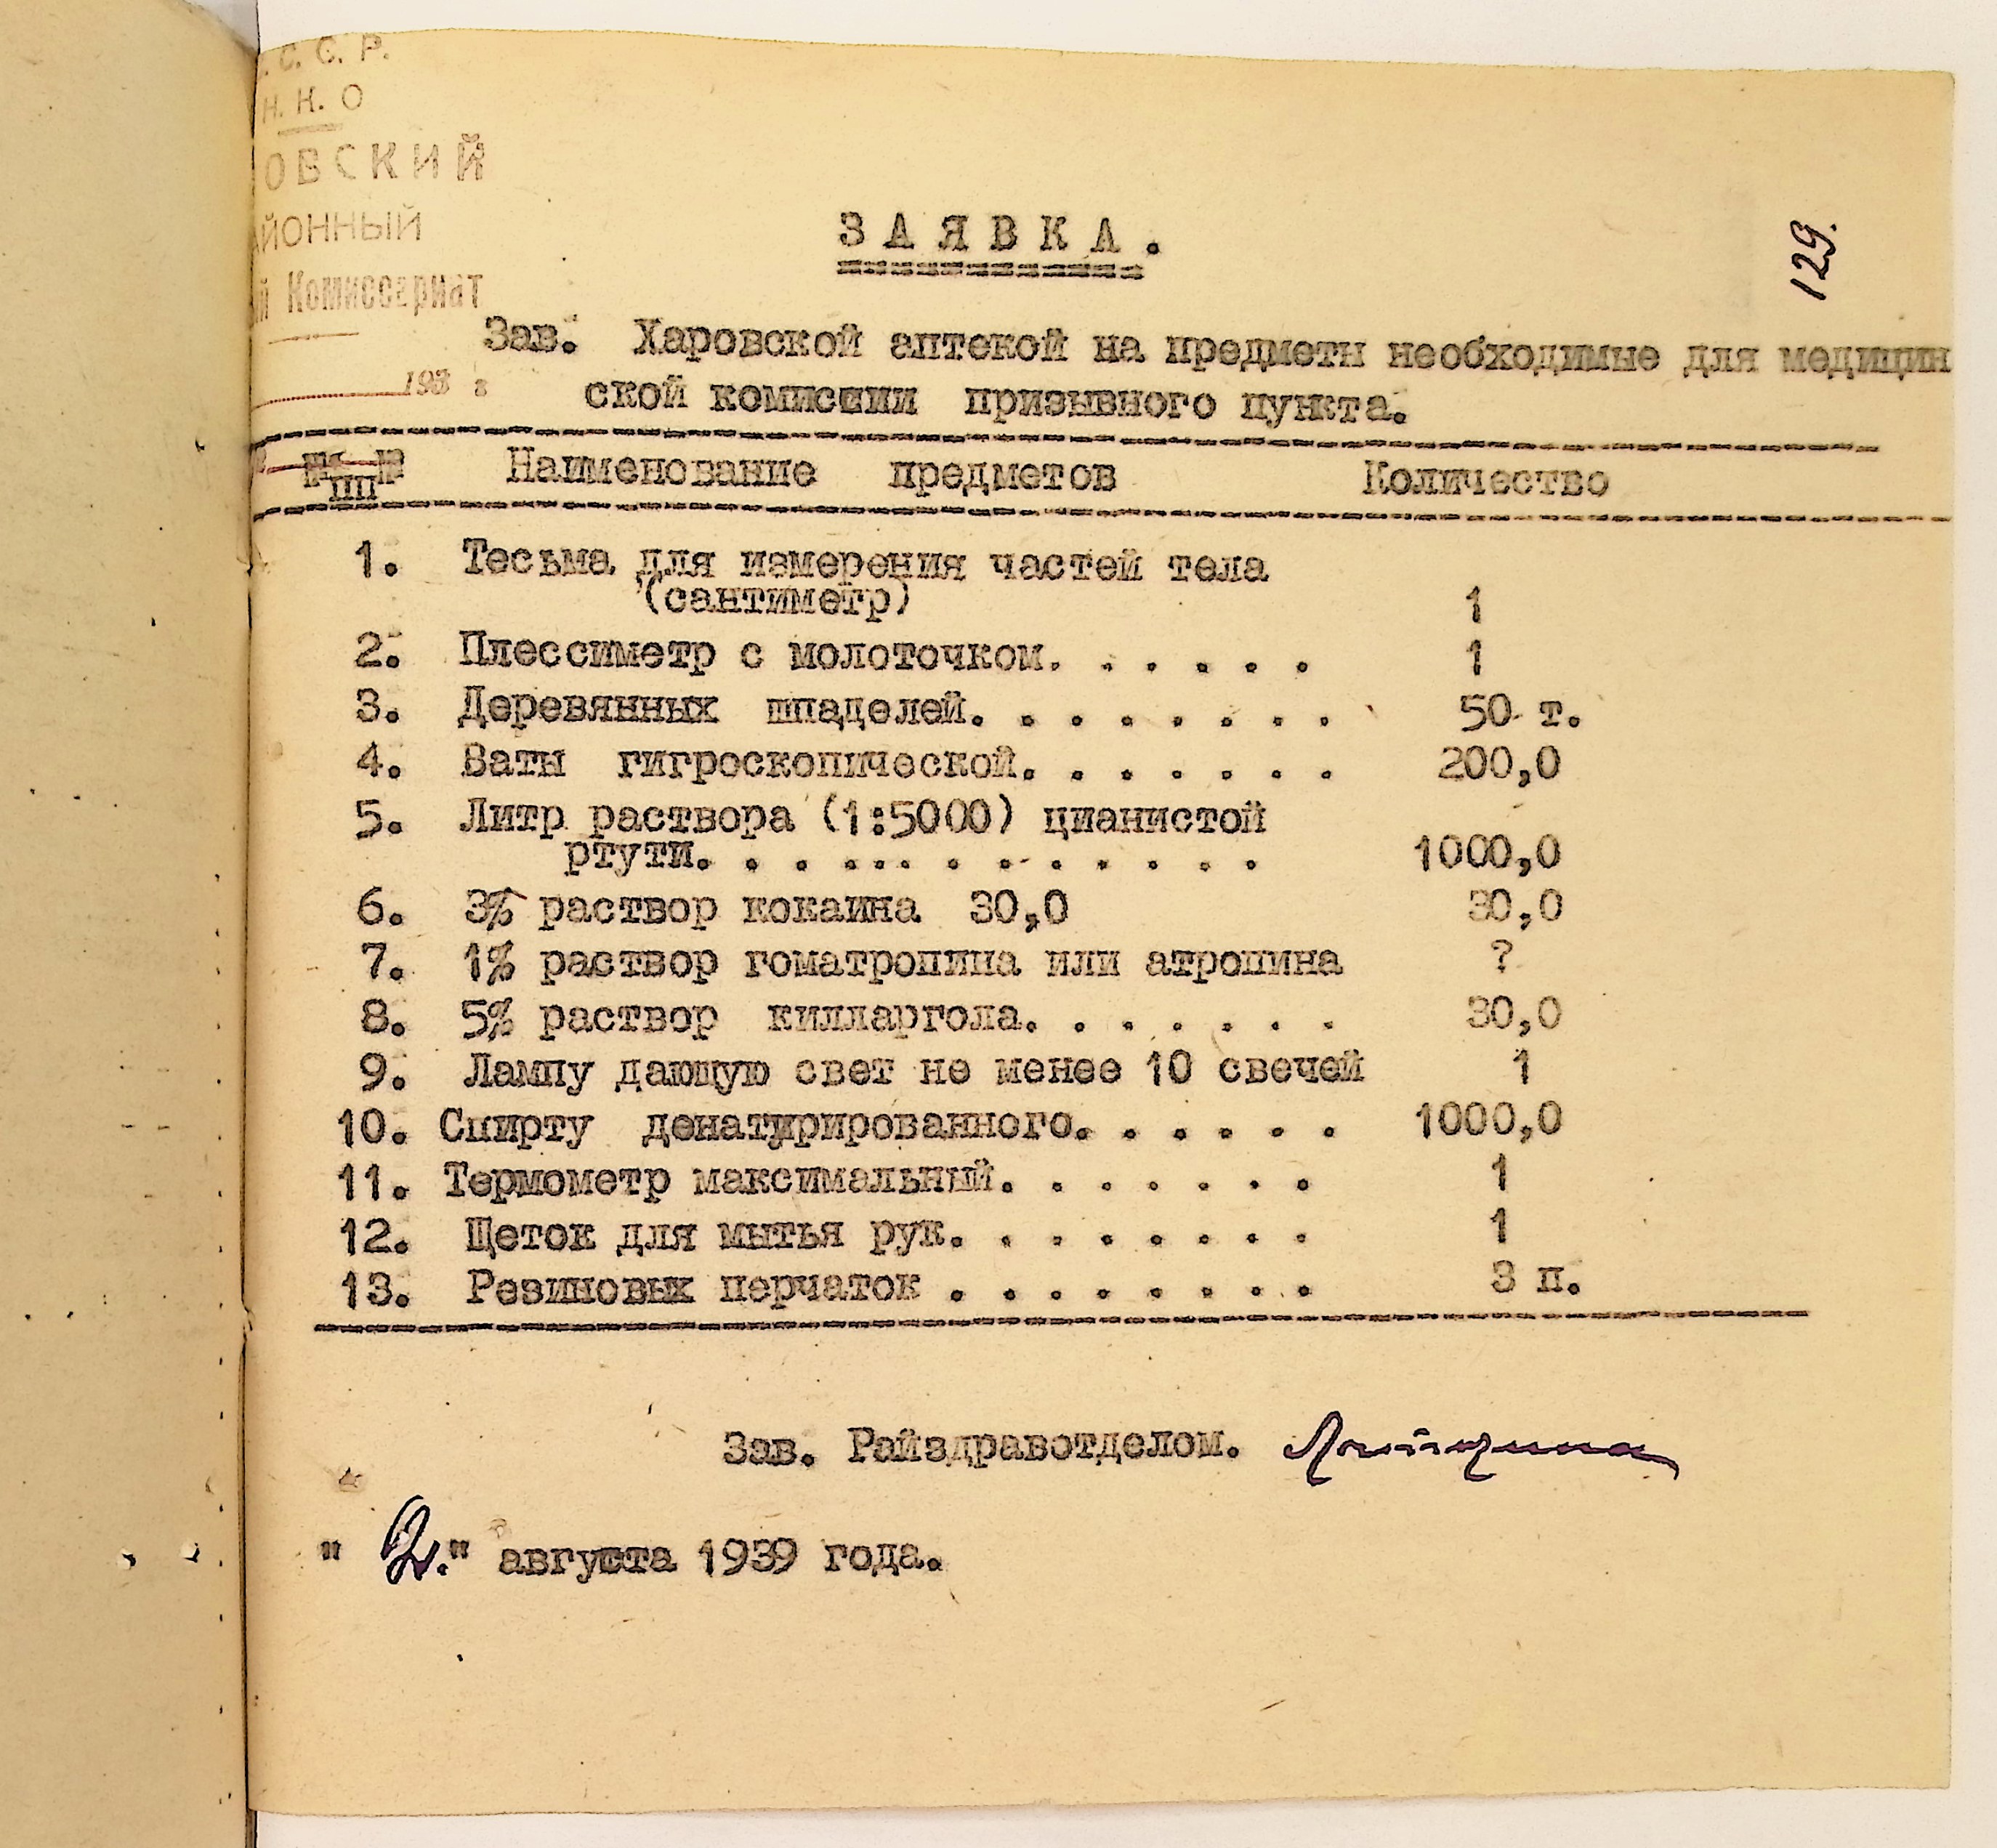 . С. С. Р.
Н. К. О
ОВСКИЙ
АЙОННЫЙ
й Комиссариат
193 г
129.
ЗАЯВКА.
Зав. Харовской аптекой на предметы необходимые для медицин
ской комиссии призывного пункта.
пп Наименование предметов Количество
1. Тесьма для измерения частей тела
(сантиметр) 1
2. Плессиметр с молоточком. . . . . . 1
3. Деревянных шпаделей. . . . . . . . 50 т.
4. Ваты гигроскопической. . . . . . . 200,0
5. Литр раствора (1:5000) цианистой
ртути. . . . . . . . . . . . . 1000,0
6. 3% раствор кокаина 30,0 30,0
7. 1% раствор гоматропина или атропина ?
8. 5% раствор килларгола. . . . . . . 30,0
9. Лампу дающую свет не менее 10 свечей 1
10. Спирту денатурированного. . . . . . 1000,0
11. Термометр максимальный. . . . . . . 1
12. Щеток для мытья рук. . . . . . . . 1
13. Резиновых перчаток . . . . . . . . 3 п.
Зав. Райздравотделом.
" 2." августа 1939 года.